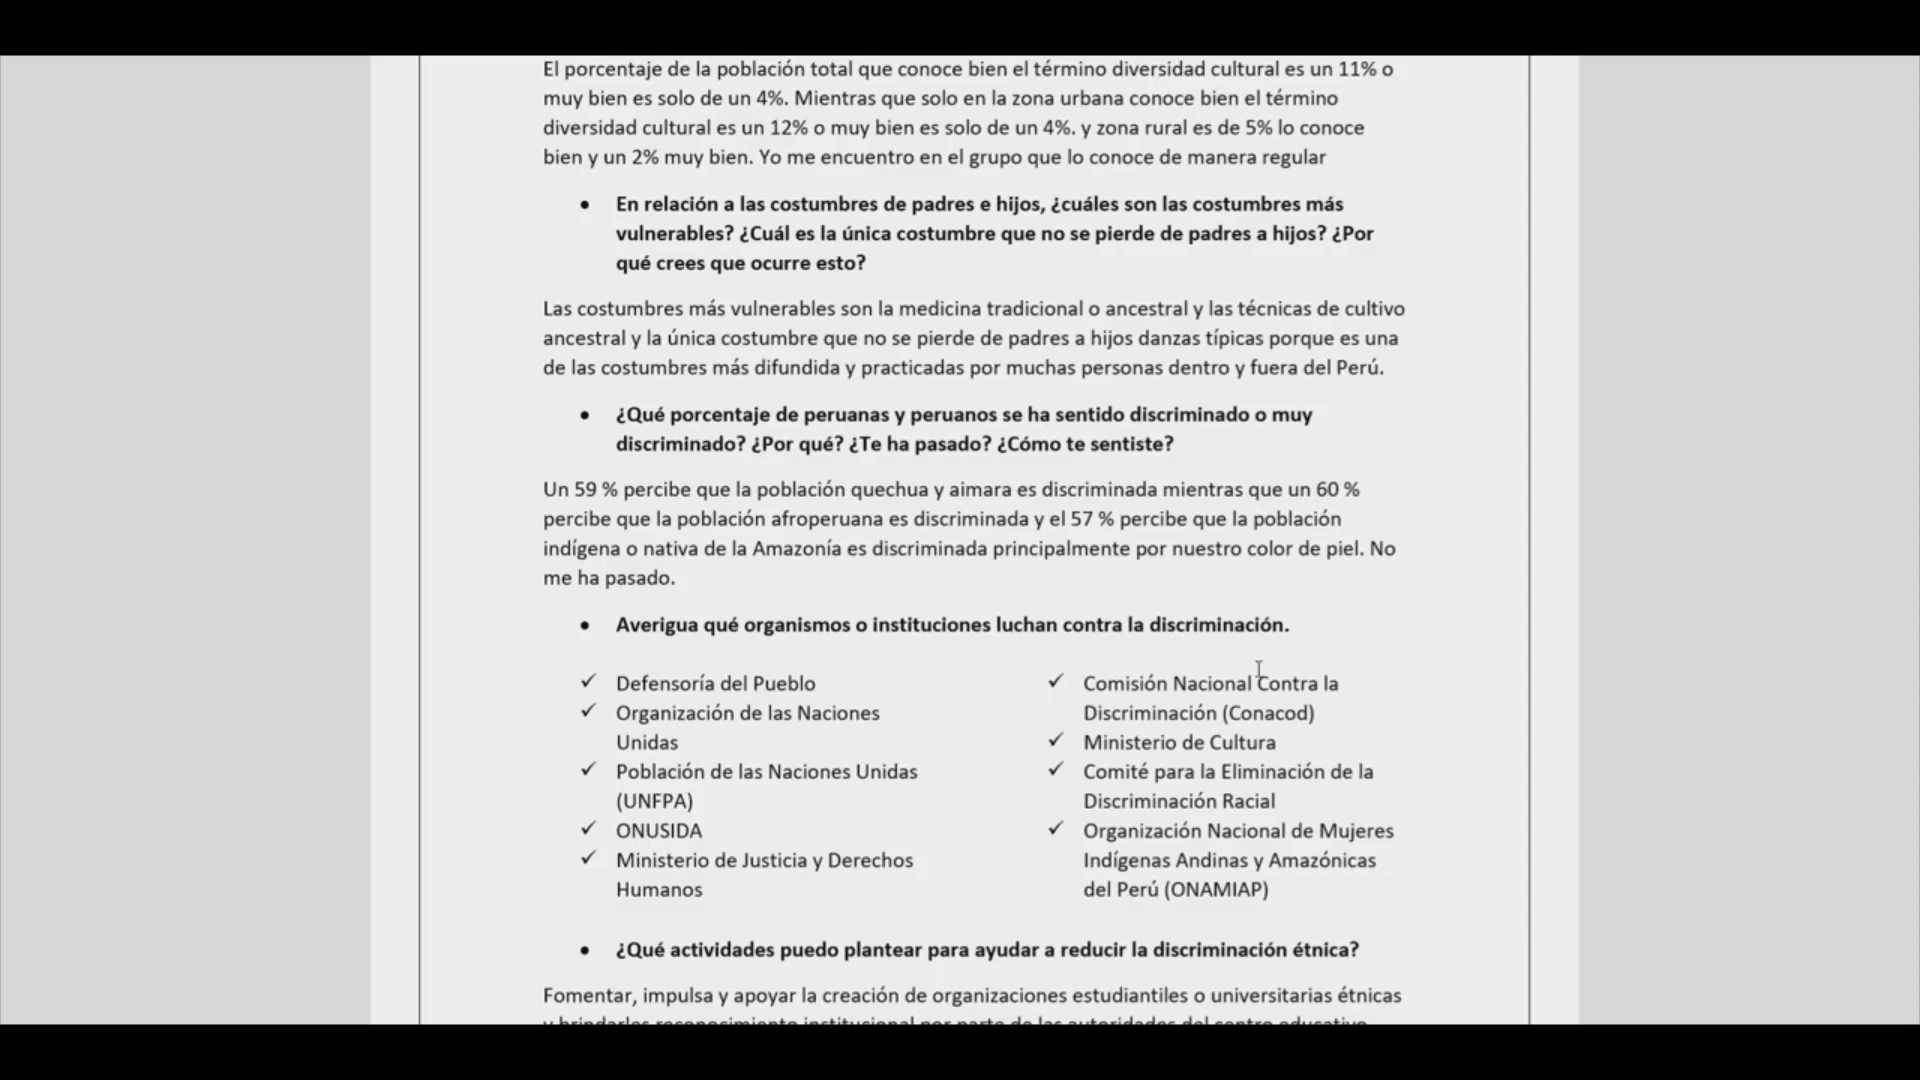 El porcentaje de la población total que conoce bien el término diversidad cultural es un 11% o
muy bien es solo de un 4%. Mientras que solo en la zona urbana conoce bien el término
diversidad cultural es un 12% o muy bien es solo de un 4%. y zona rural es de 5% lo conoce
bien y un 2% muy bien. Yo me encuentro en el grupo que lo conoce de manera regular
• En relación a las costumbres de padres e hijos, ¿cuáles son las costumbres más
vulnerables? ¿Cuál es la única costumbre que no se pierde de padres a hijos? ¿Por
qué crees que ocurre esto?
Las costumbres más vulnerables son la medicina tradicional o ancestral y las técnicas de cultivo
ancestral y la única costumbre que no se pierde de padres a hijos danzas típicas porque es una
de las costumbres más difundida y practicadas por muchas personas dentro y fuera del Perú.
• ¿Qué porcentaje de peruanas y peruanos se ha sentido discriminado o muy
discriminado? ¿Por qué? ¿Te ha pasado? ¿Cómo te sentiste?
Un 59 % percibe que la población quechua y aimara es discriminada mientras que un 60 %
percibe que la población afroperuana es discriminada y el 57 % percibe que la población
indígena o nativa de la Amazonía es discriminada principalmente por nuestro color de piel. No
me ha pasado.
• Averigua qué organismos o instituciones luchan contra la discriminación.
✓ Defensoría del Pueblo
✓ Organización de las Naciones
Unidas
✓ Población de las Naciones Unidas
(UNFPA)
✓ ONUSIDA
✓ Ministerio de Justicia y Derechos
Humanos
✓ Comisión Nacional Contra la
Discriminación (Conacod)
✓ Ministerio de Cultura
✓ Comité para la Eliminación de la
Discriminación Racial
✓ Organización Nacional de Mujeres
Indígenas Andinas y Amazónicas
del Perú (ONAMIAP)
• ¿Qué actividades puedo plantear para ayudar a reducir la discriminación étnica?
Fomentar, impulsa y apoyar la creación de organizaciones estudiantiles o universitarias étnicas
y brindarles reconocimiento institucional por parte de las autoridades del centro educativo